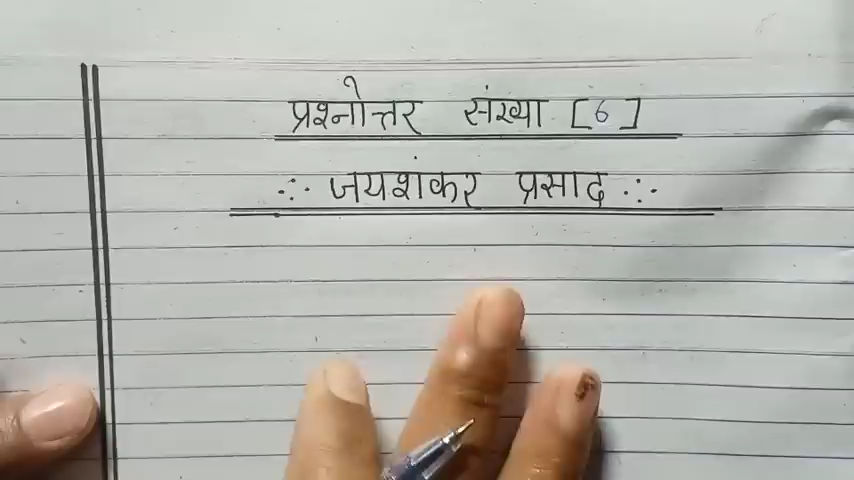 प्रश्नोत्तर संख्या [6]
∴ जयशंकर प्रसाद ∴